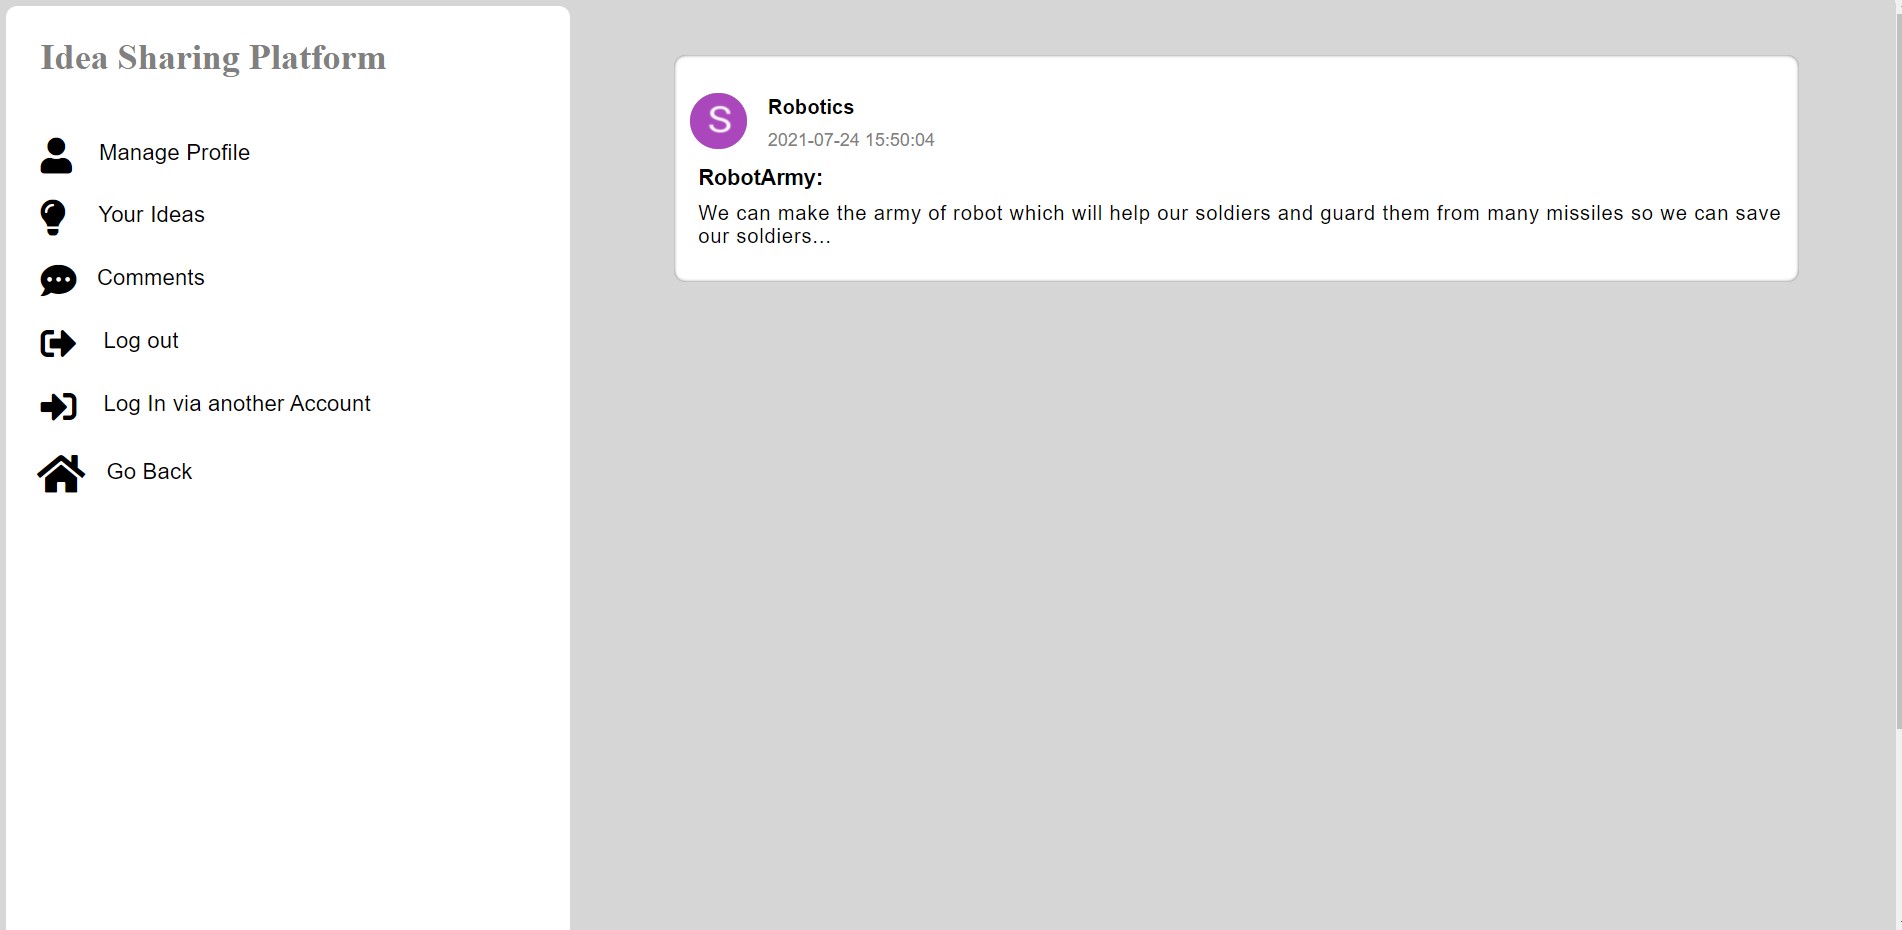 Idea Sharing Platform
Manage Profile
Your Ideas
Comments
Log out
Log In via another Account
Go Back
S
Robotics
2021-07-24 15:50:04
RobotArmy:
We can make the army of robot which will help our soldiers and guard them from many missiles so we can save
our soldiers...